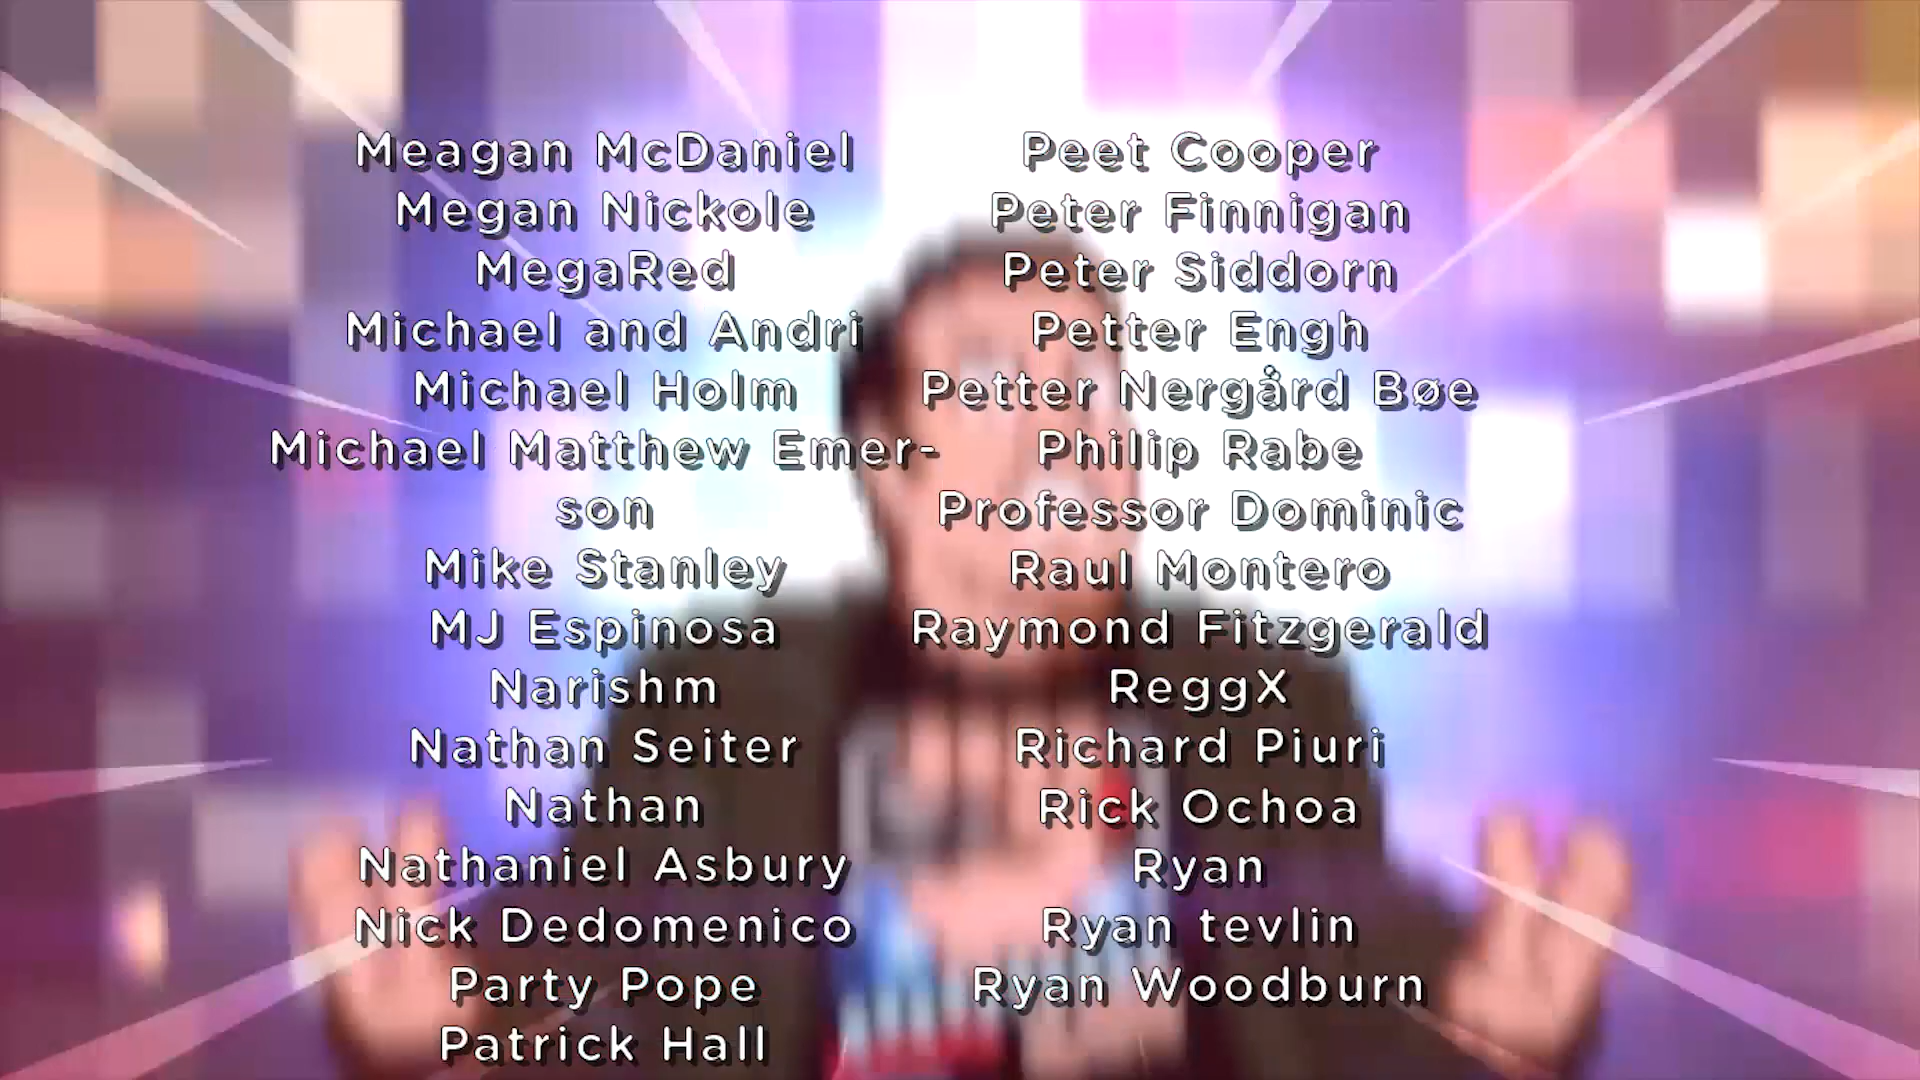 Meagan McDaniel
Megan Nickole
MegaRed
Michael and Andri
Michael Holm
Michael Matthew Emer-
son
Mike Stanley
MJ Espinosa
Narishm
Nathan Seiter
Nathan
Nathaniel Asbury
Nick Dedomenico
Party Pope
Patrick Hall
Peet Cooper
Peter Finnigan
Peter Siddorn
Petter Engh
Petter Nergård Bøe
Philip Rabe
Professor Dominic
Raul Montero
Raymond Fitzgerald
ReggX
Richard Piuri
Rick Ochoa
Ryan
Ryan tevlin
Ryan Woodburn